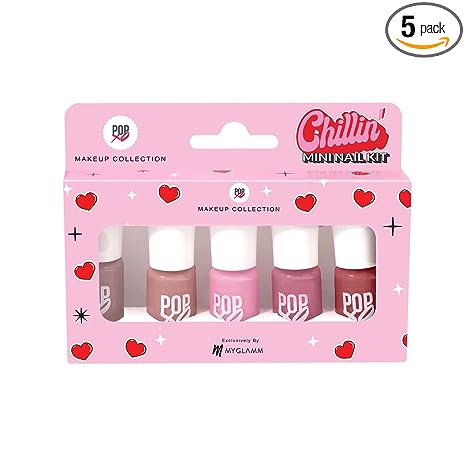 5 pack
POP
MAKEUP COLLECTION
Chillin'
MINI NAIL KIT
POP
MAKEUP COLLECTION
POP
POP
POP
POP
Exclusively By
MYGLAMM